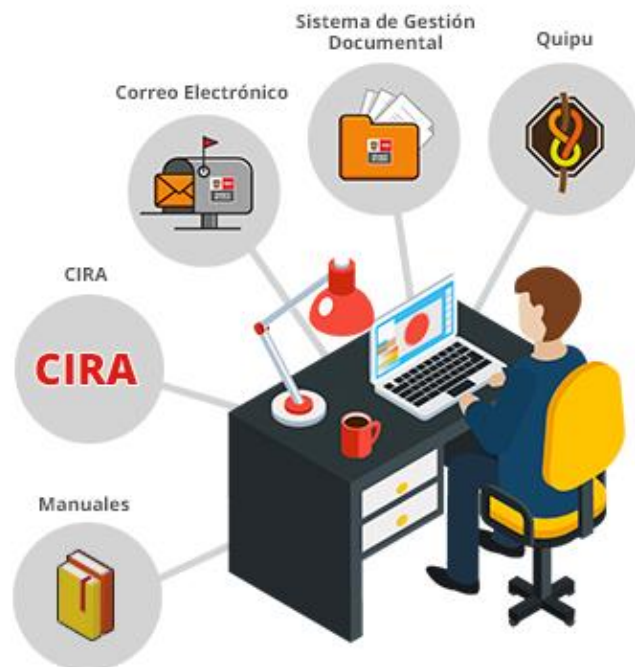 Sistema de Gestión
Documental
Quipu
Correo Electrónico
CIRA
CIRA
Manuales